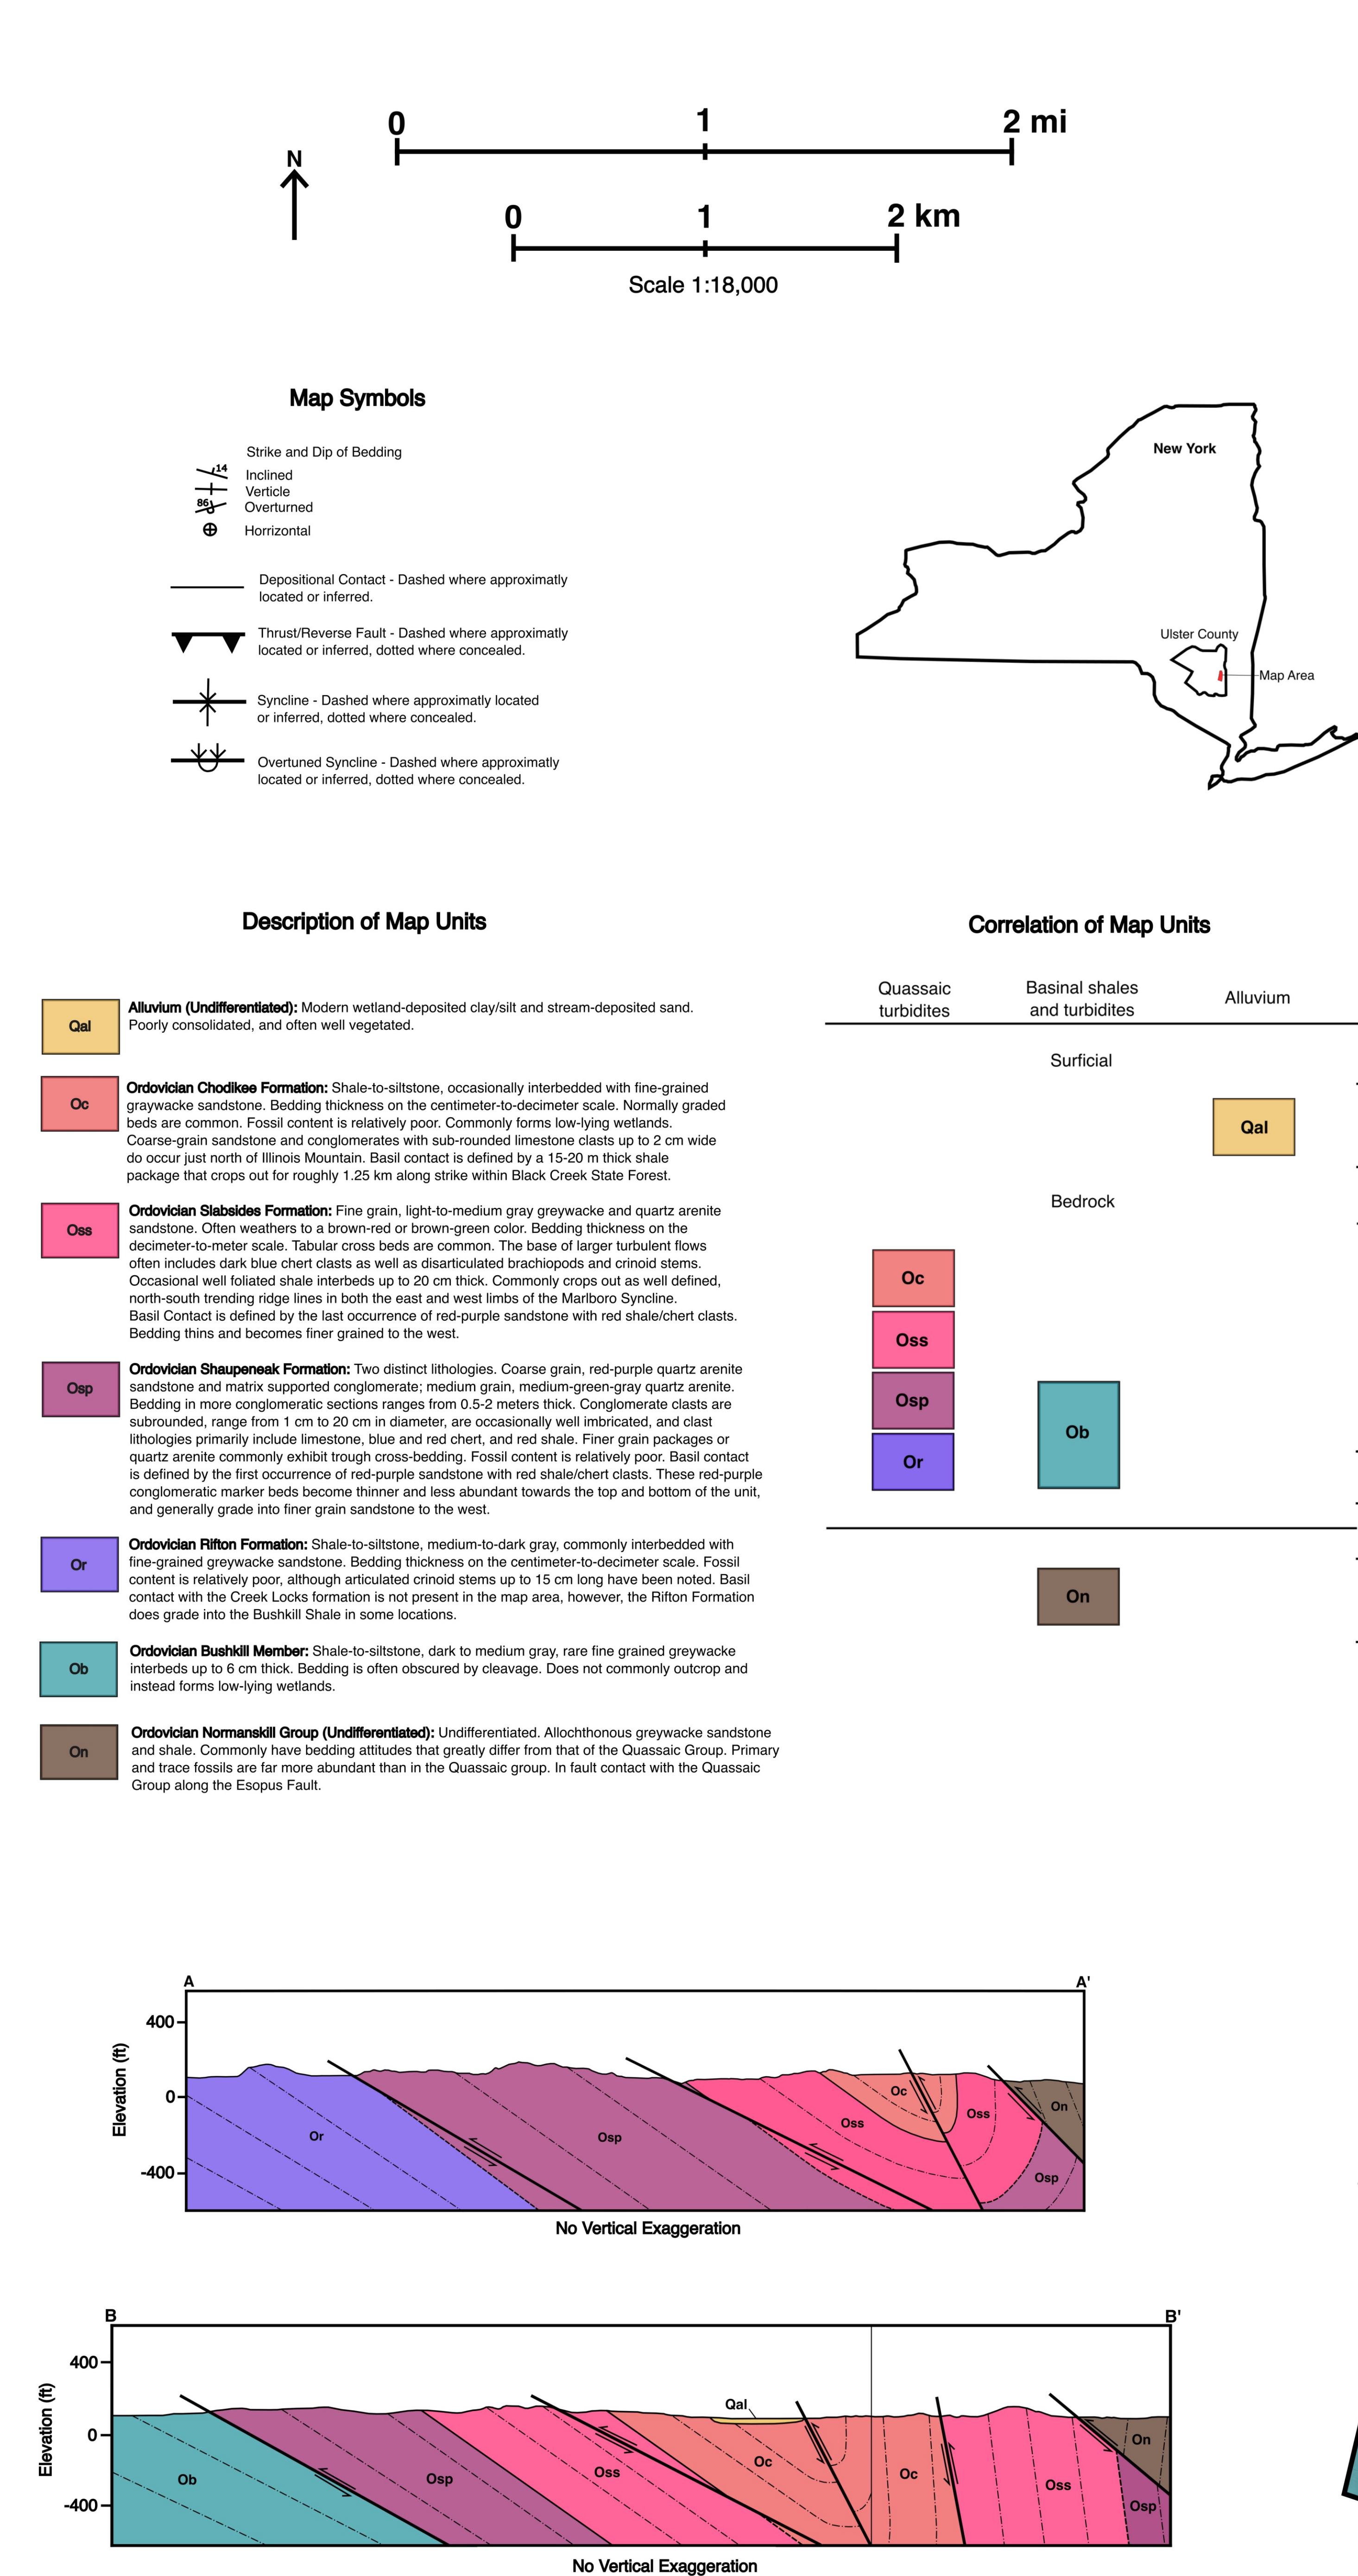 0 1 2 mi
N
0 1 2 km
Scale 1:18,000
Map Symbols
Strike and Dip of Bedding
14 Inclined
Verticle
86 Overturned
Horrizontal
Depositional Contact - Dashed where approximatly
located or inferred.
Thrust/Reverse Fault - Dashed where approximatly
located or inferred, dotted where concealed.
Syncline - Dashed where approximatly located
or inferred, dotted where concealed.
Overtuned Syncline - Dashed where approximatly
located or inferred, dotted where concealed.
New York
Ulster County
Map Area
Description of Map Units
Qal
Alluvium (Undifferentiated): Modern wetland-deposited clay/silt and stream-deposited sand.
Poorly consolidated, and often well vegetated.
Oc
Ordovician Chodikee Formation: Shale-to-siltstone, occasionally interbedded with fine-grained
graywacke sandstone. Bedding thickness on the centimeter-to-decimeter scale. Normally graded
beds are common. Fossil content is relatively poor. Commonly forms low-lying wetlands.
Coarse-grain sandstone and conglomerates with sub-rounded limestone clasts up to 2 cm wide
do occur just north of Illinois Mountain. Basil contact is defined by a 15-20 m thick shale
package that crops out for roughly 1.25 km along strike within Black Creek State Forest.
Oss
Ordovician Slabsides Formation: Fine grain, light-to-medium gray greywacke and quartz arenite
sandstone. Often weathers to a brown-red or brown-green color. Bedding thickness on the
decimeter-to-meter scale. Tabular cross beds are common. The base of larger turbulent flows
often includes dark blue chert clasts as well as disarticulated brachiopods and crinoid stems.
Occasional well foliated shale interbeds up to 20 cm thick. Commonly crops out as well defined,
north-south trending ridge lines in both the east and west limbs of the Marlboro Syncline.
Basil Contact is defined by the last occurrence of red-purple sandstone with red shale/chert clasts.
Bedding thins and becomes finer grained to the west.
Osp
Ordovician Shaupeneak Formation: Two distinct lithologies. Coarse grain, red-purple quartz arenite
sandstone and matrix supported conglomerate; medium grain, medium-green-gray quartz arenite.
Bedding in more conglomeratic sections ranges from 0.5-2 meters thick. Conglomerate clasts are
subrounded, range from 1 cm to 20 cm in diameter, are occasionally well imbricated, and clast
lithologies primarily include limestone, blue and red chert, and red shale. Finer grain packages or
quartz arenite commonly exhibit trough cross-bedding. Fossil content is relatively poor. Basil contact
is defined by the first occurrence of red-purple sandstone with red shale/chert clasts. These red-purple
conglomeratic marker beds become thinner and less abundant towards the top and bottom of the unit,
and generally grade into finer grain sandstone to the west.
Or
Ordovician Rifton Formation: Shale-to-siltstone, medium-to-dark gray, commonly interbedded with
fine-grained greywacke sandstone. Bedding thickness on the centimeter-to-decimeter scale. Fossil
content is relatively poor, although articulated crinoid stems up to 15 cm long have been noted. Basil
contact with the Creek Locks formation is not present in the map area, however, the Rifton Formation
does grade into the Bushkill Shale in some locations.
Ob
Ordovician Bushkill Member: Shale-to-siltstone, dark to medium gray, rare fine grained greywacke
interbeds up to 6 cm thick. Bedding is often obscured by cleavage. Does not commonly outcrop and
instead forms low-lying wetlands.
On
Ordovician Normanskill Group (Undifferentiated): Undifferentiated. Allochthonous greywacke sandstone
and shale. Commonly have bedding attitudes that greatly differ from that of the Quassaic Group. Primary
and trace fossils are far more abundant than in the Quassaic group. In fault contact with the Quassaic
Group along the Esopus Fault.
Correlation of Map Units
Quassaic
turbidites
Basinal shales
and turbidites
Alluvium
Surficial
Qal
Bedrock
Oc
Oss
Osp
Ob
Or
On
A A'
Elevation (ft)
400
0
-400
Or
Osp
Oss
Oc
Oss
On
Osp
No Vertical Exaggeration
B B'
Elevation (ft)
400
0
-400
Ob
Osp
Oss
Qal
Oc
Oc
Oss
On
Osp
No Vertical Exaggeration